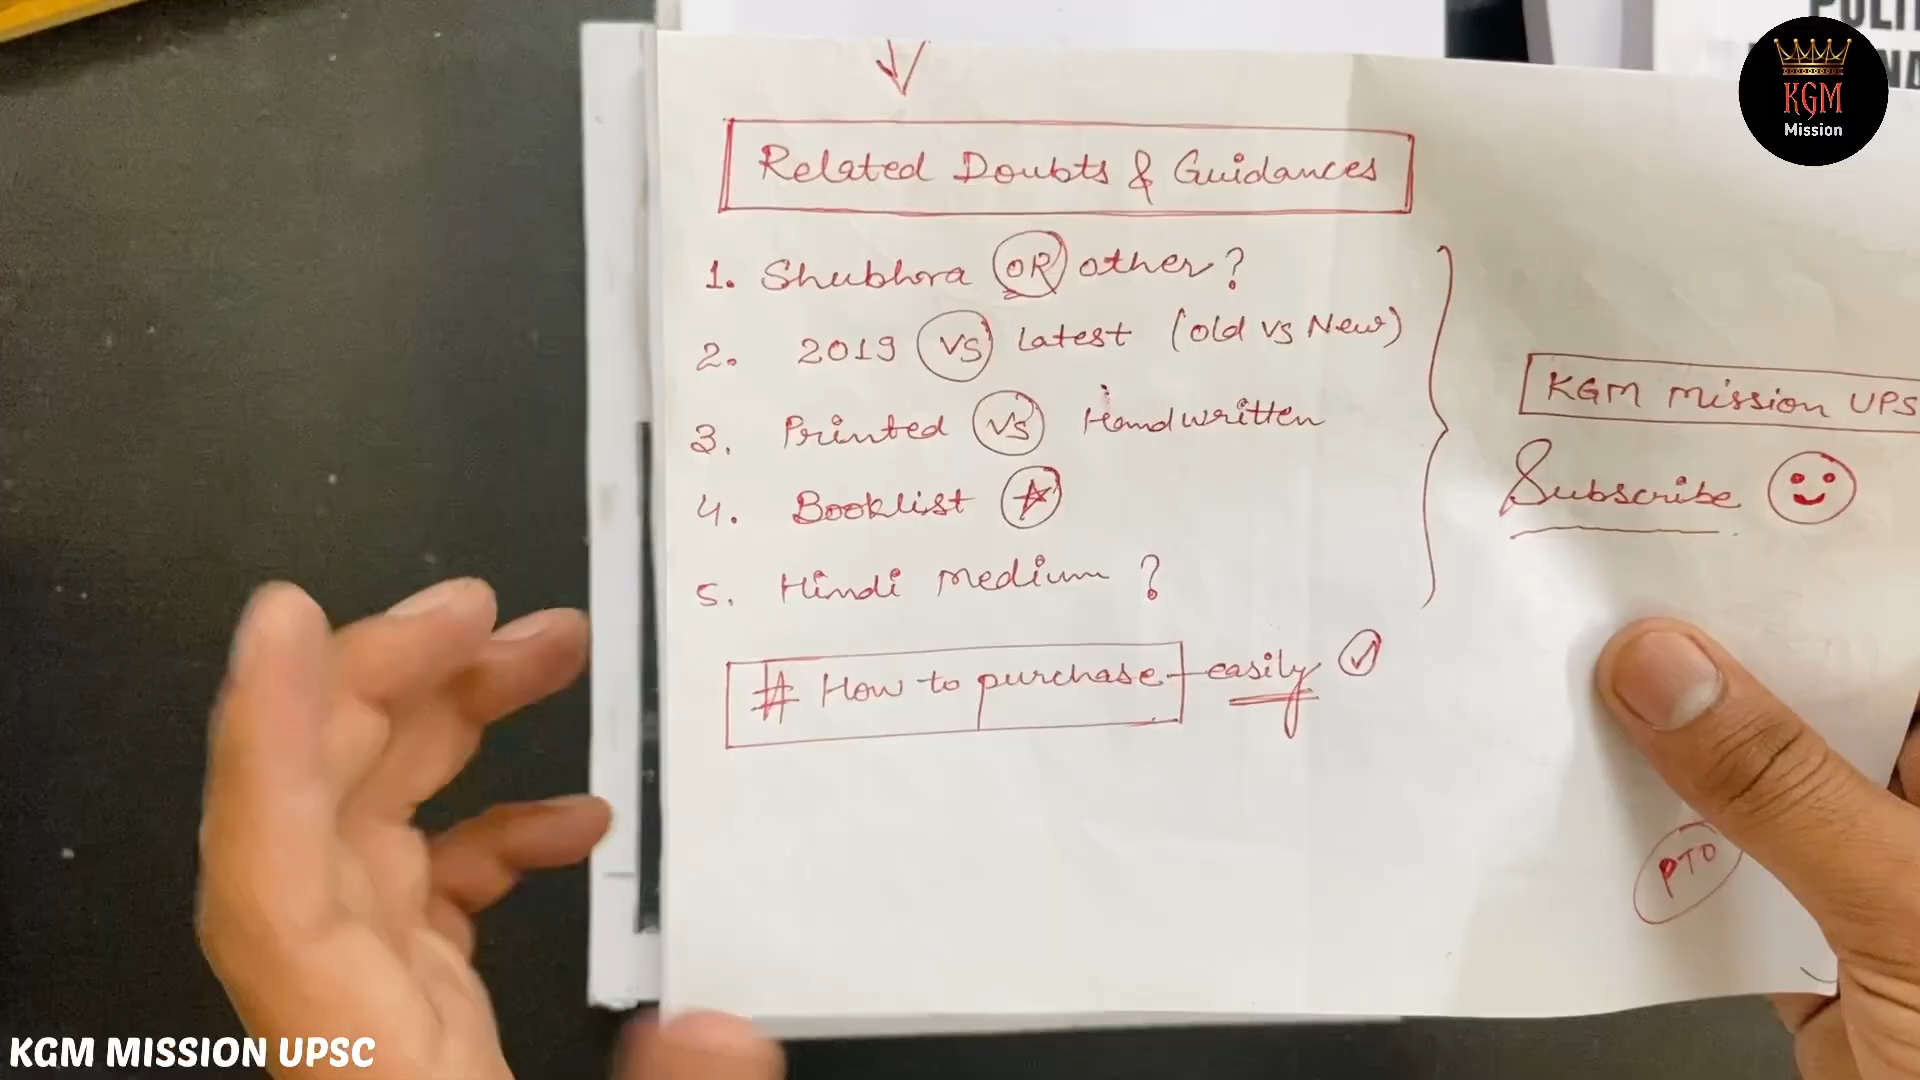 POLIT
KGM
Mission
Related Doubts & Guidances
1. Shubhra OR other?
2. 2019 VS Latest (old vs New)
3. Printed VS Handwritten
4. Booklist
5. Hindi Medium ?
# How to purchase easily
KGM Mission UPS
Subscribe
PTO
KGM MISSION UPSC